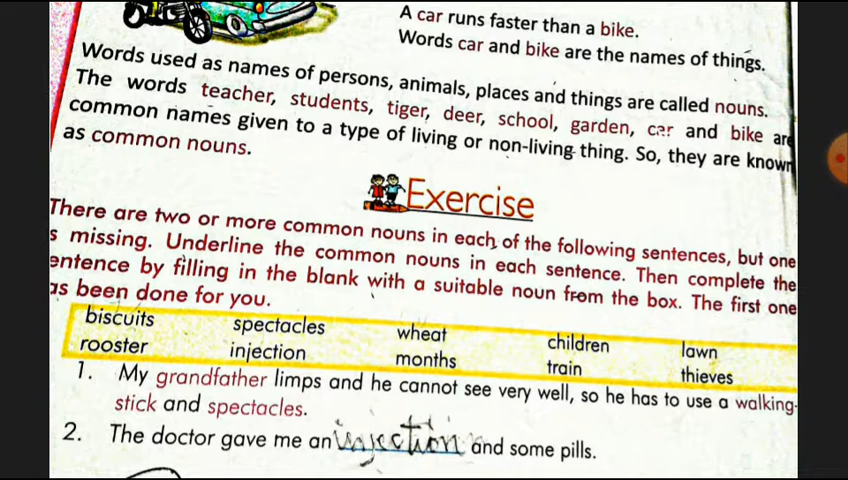 A car runs faster than a bike.
Words car and bike are the names of things.
Words used as names of persons, animals, places and things are called nouns.
The words teacher, students, tiger, deer, school, garden, car and bike are
common names given to a type of living or non-living thing. So, they are known
as common nouns.
Exercise
There are two or more common nouns in each of the following sentences, but one
s missing. Underline the common nouns in each sentence. Then complete the
entence by filling in the blank with a suitable noun from the box. The first one
as been done for you.
biscuits spectacles wheat children lawn
rooster injection months train thieves
1. My grandfather limps and he cannot see very well, so he has to use a walking-
stick and spectacles.
2. The doctor gave me an injection and some pills.